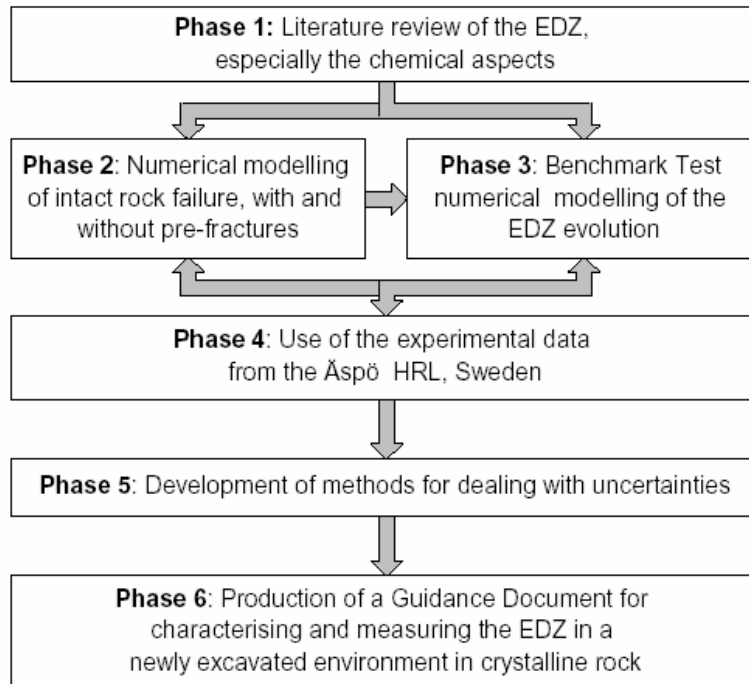 Phase 1: Literature review of the EDZ,
especially the chemical aspects
Phase 2: Numerical modelling
of intact rock failure, with and
without pre-fractures
Phase 3: Benchmark Test
numerical modelling of the
EDZ evolution
Phase 4: Use of the experimental data
from the Äspö HRL, Sweden
Phase 5: Development of methods for dealing with uncertainties
Phase 6: Production of a Guidance Document for
characterising and measuring the EDZ in a
newly excavated environment in crystalline rock